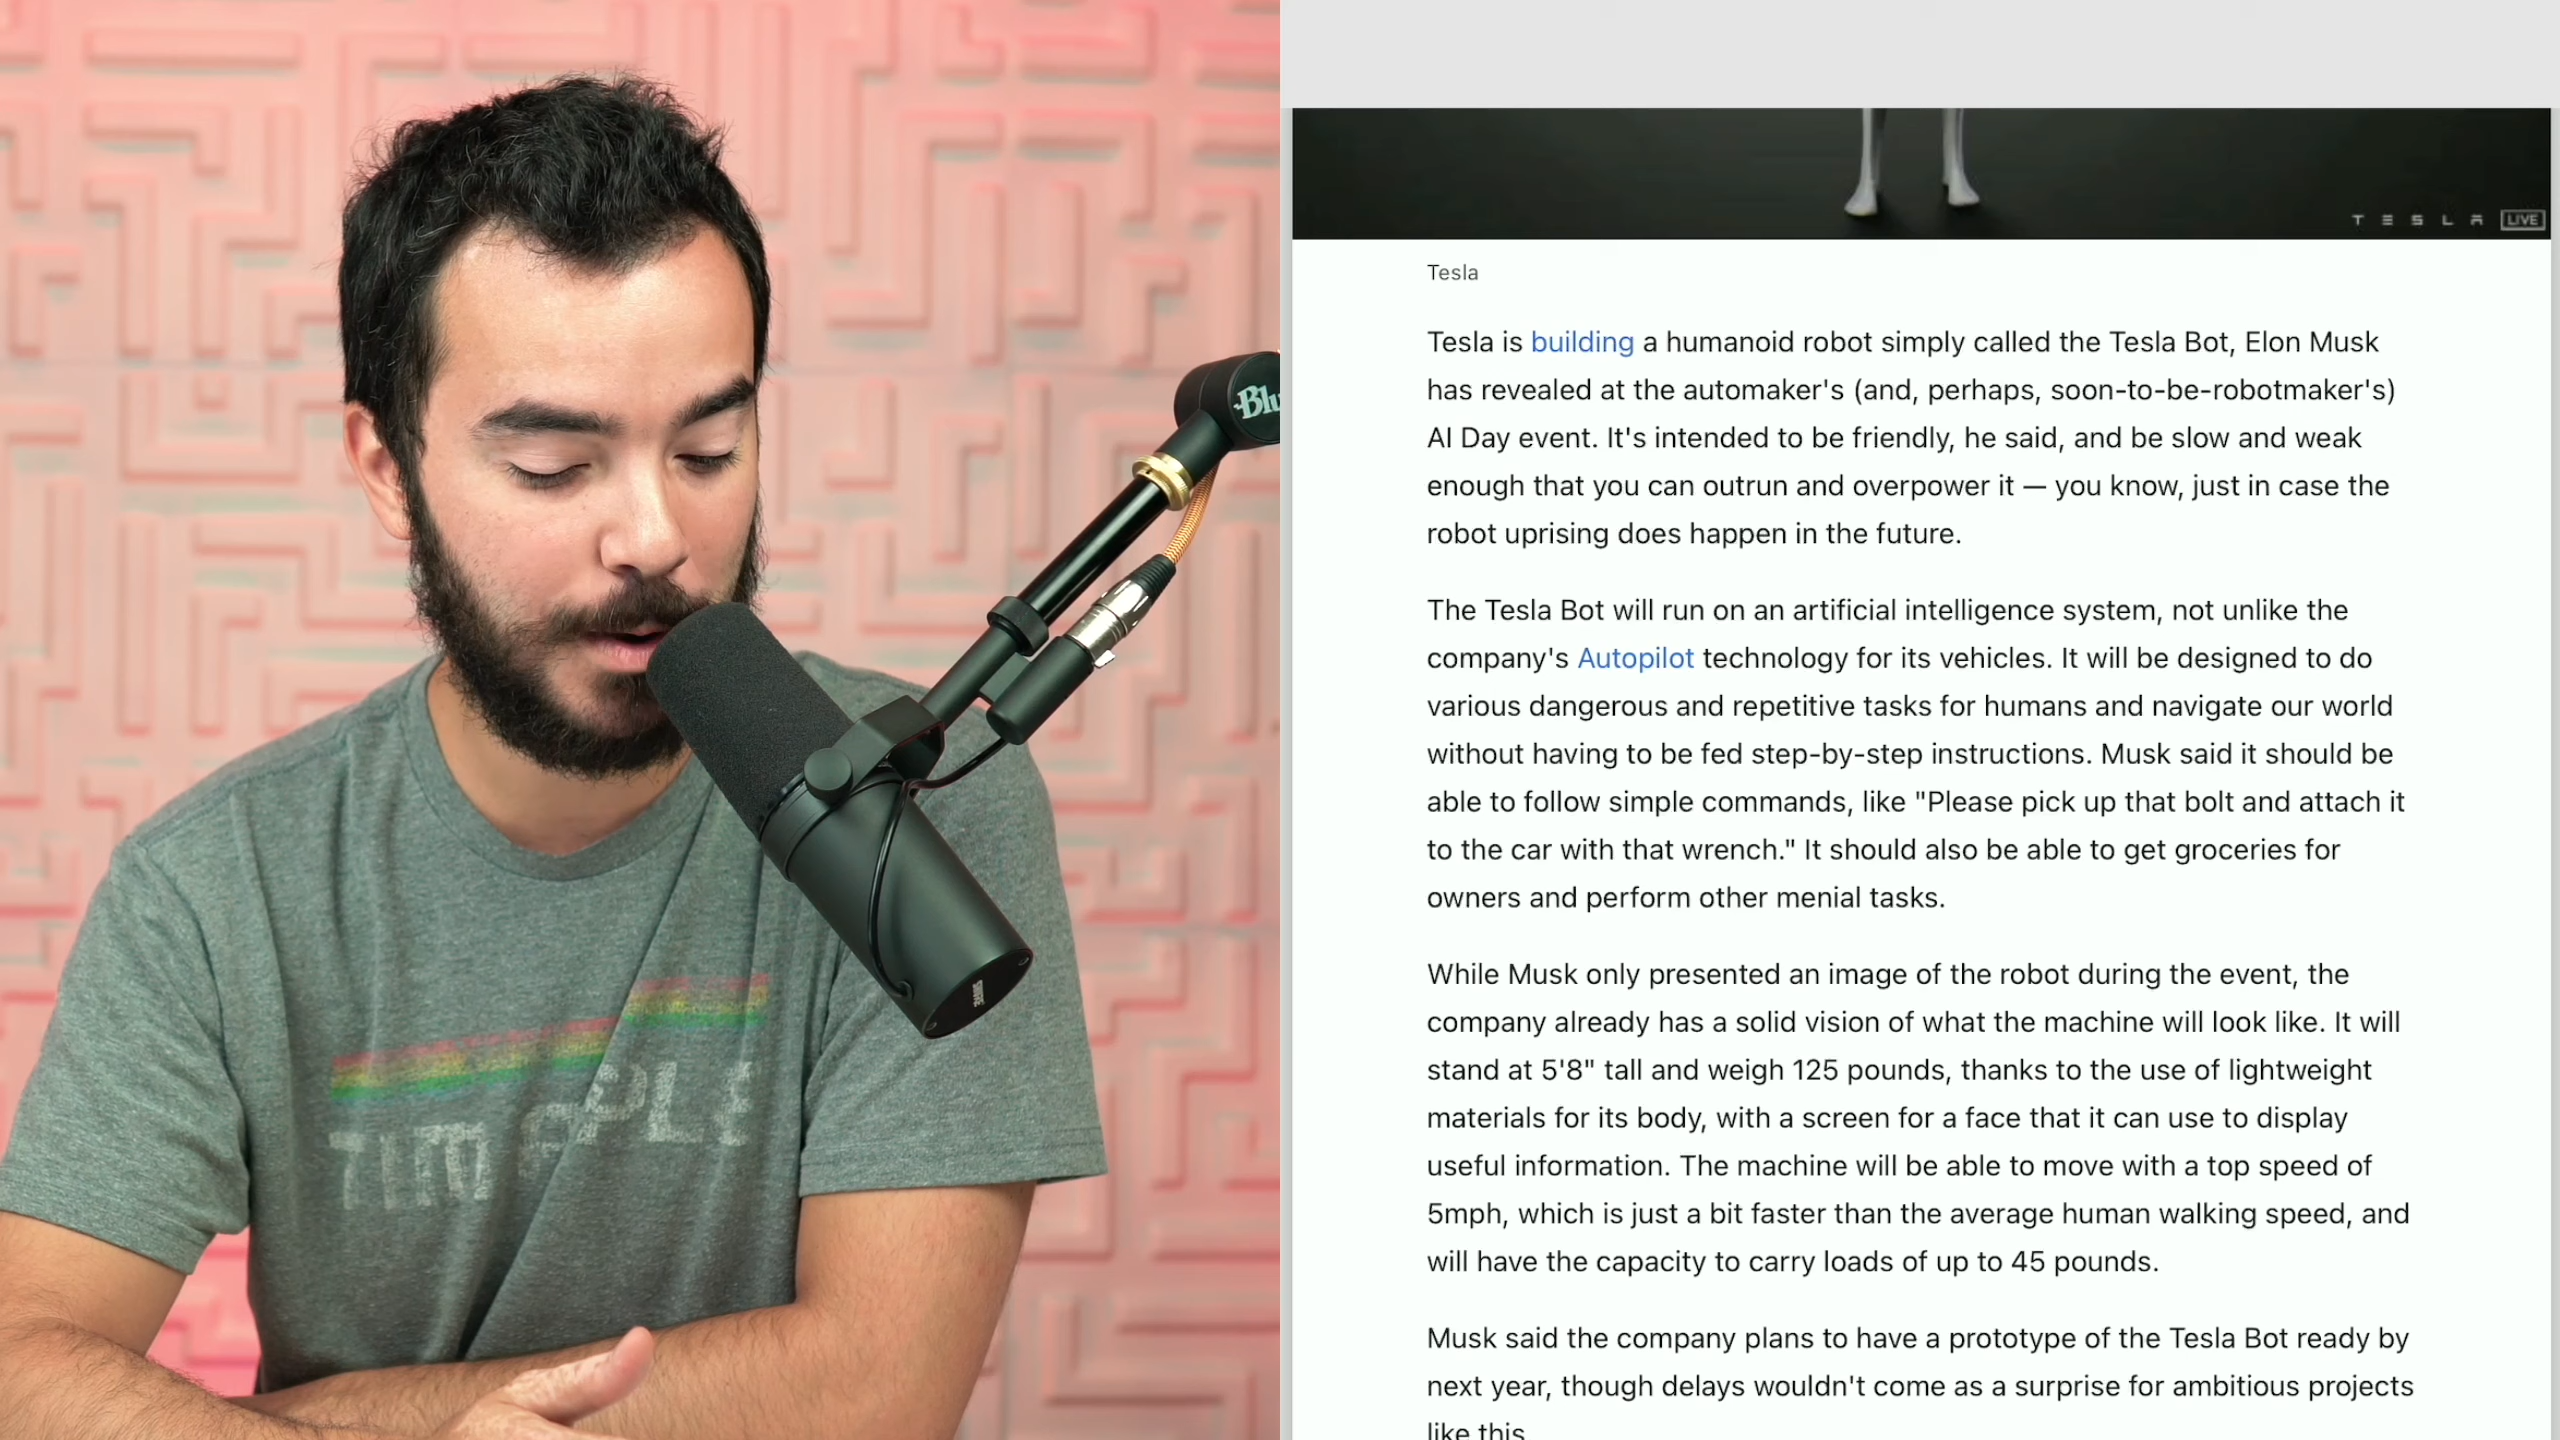 Blu
TIM APPLE
SHURE
TESLA LIVE
Tesla
Tesla is building a humanoid robot simply called the Tesla Bot, Elon Musk
has revealed at the automaker's (and, perhaps, soon-to-be-robotmaker's)
AI Day event. It's intended to be friendly, he said, and be slow and weak
enough that you can outrun and overpower it — you know, just in case the
robot uprising does happen in the future.
The Tesla Bot will run on an artificial intelligence system, not unlike the
company's Autopilot technology for its vehicles. It will be designed to do
various dangerous and repetitive tasks for humans and navigate our world
without having to be fed step-by-step instructions. Musk said it should be
able to follow simple commands, like "Please pick up that bolt and attach it
to the car with that wrench." It should also be able to get groceries for
owners and perform other menial tasks.
While Musk only presented an image of the robot during the event, the
company already has a solid vision of what the machine will look like. It will
stand at 5'8" tall and weigh 125 pounds, thanks to the use of lightweight
materials for its body, with a screen for a face that it can use to display
useful information. The machine will be able to move with a top speed of
5mph, which is just a bit faster than the average human walking speed, and
will have the capacity to carry loads of up to 45 pounds.
Musk said the company plans to have a prototype of the Tesla Bot ready by
next year, though delays wouldn't come as a surprise for ambitious projects
like this